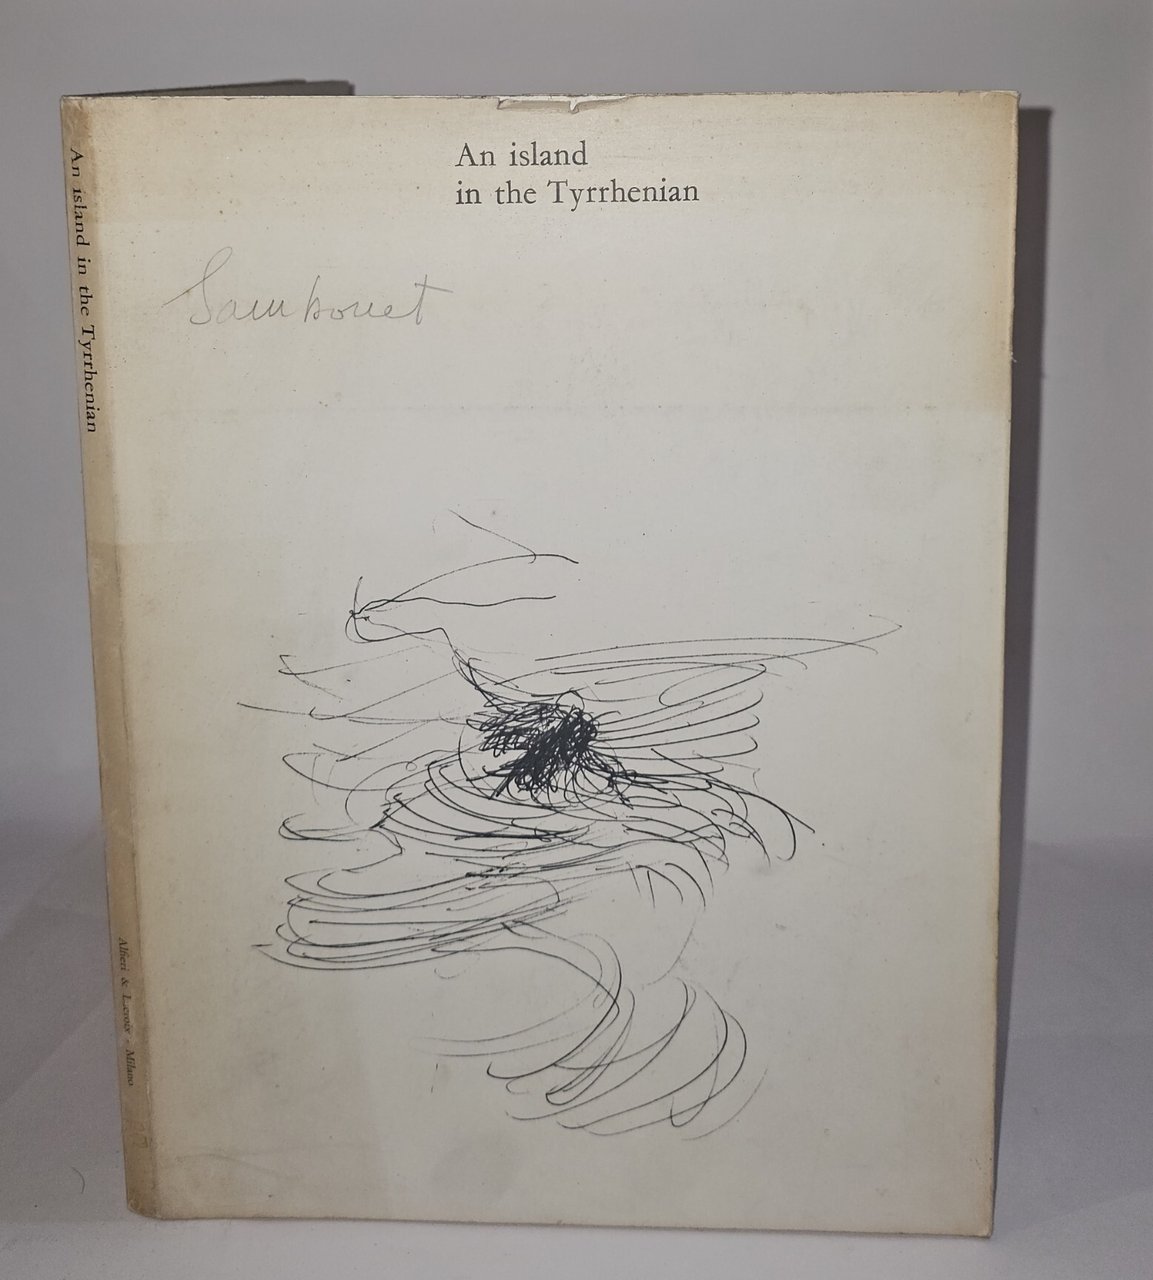 An island
in the Tyrrhenian
Sambonet
An island in the Tyrrhenian
Alfieri & Lacroix - Milano